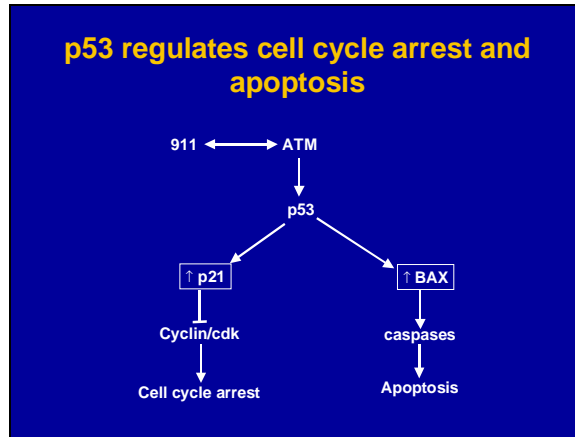 p53 regulates cell cycle arrest and
apoptosis
911 ATM
p53
↑ p21 ↑ BAX
Cyclin/cdk caspases
Cell cycle arrest Apoptosis